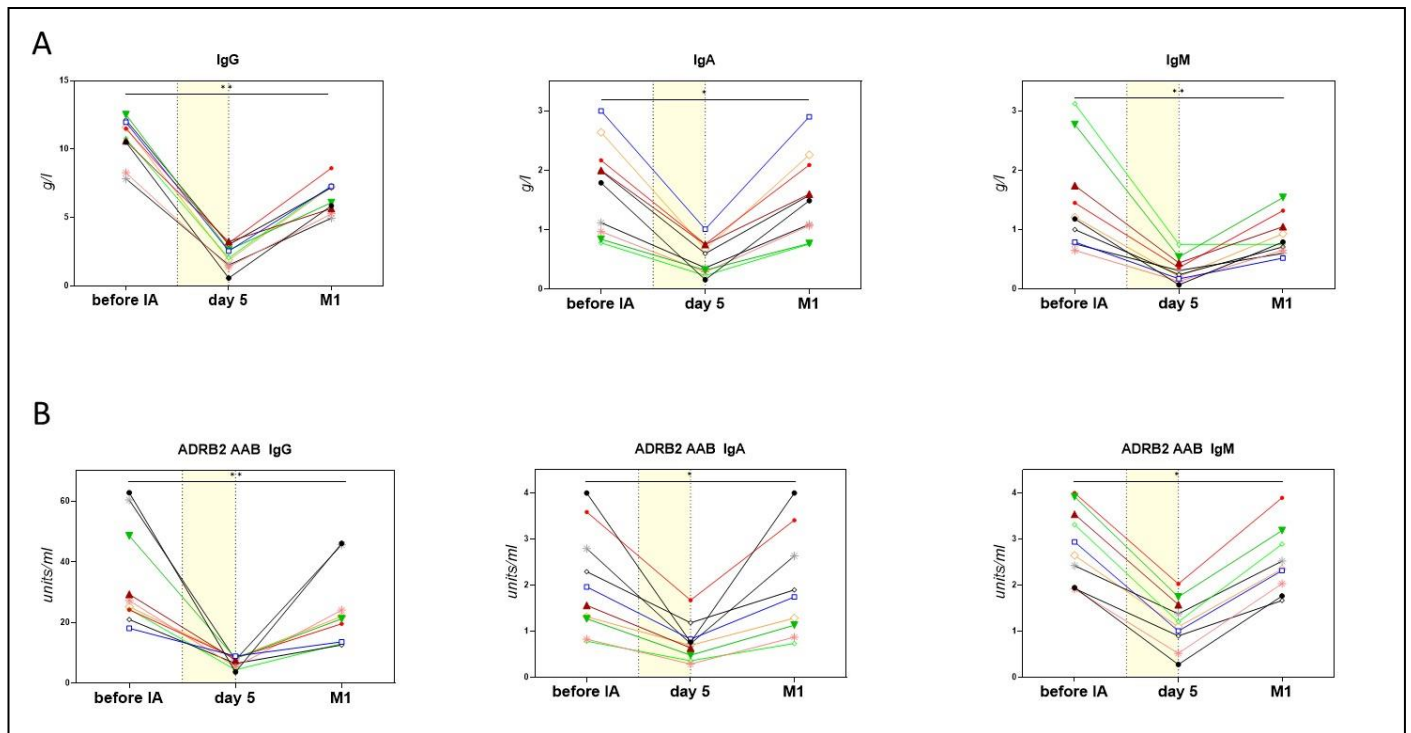 A
IgG
IgA
IgM
15
10
5
0
g/l
**
before IA
day 5
M1
3
2
1
0
g/l
*
before IA
day 5
M1
3
2
1
0
g/l
**
before IA
day 5
M1
B
ADRB2 AAB IgG
ADRB2 AAB IgA
ADRB2 AAB IgM
60
40
20
0
units/ml
**
before IA
day 5
M1
4
3
2
1
0
units/ml
*
before IA
day 5
M1
4
3
2
1
0
units/ml
*
before IA
day 5
M1